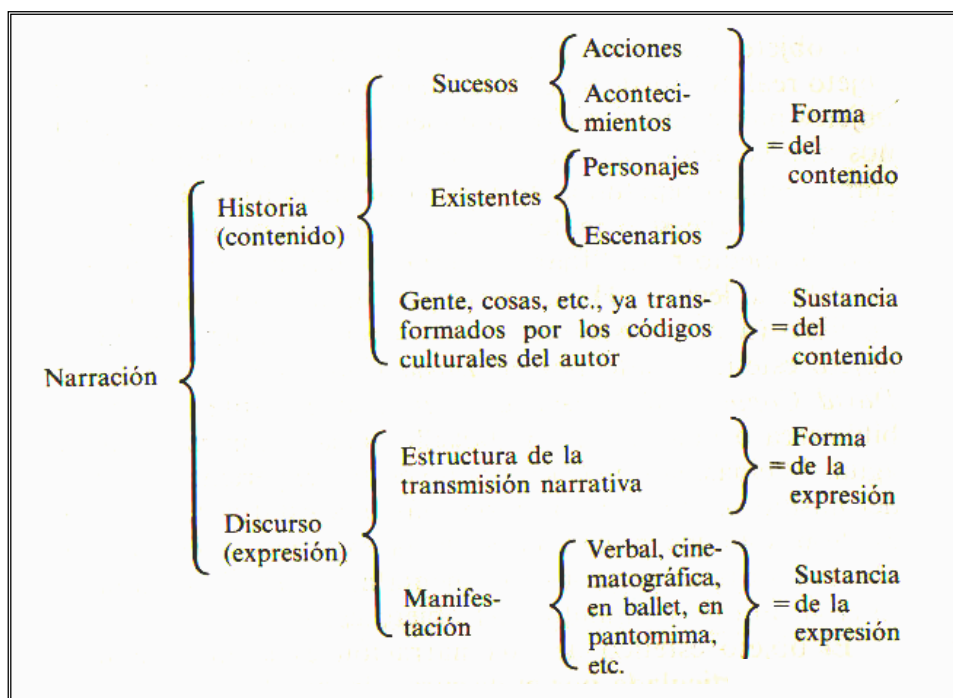 Narración
Historia
(contenido)
Sucesos
Acciones
Aconteci-
mientos
Existentes
Personajes
Escenarios
Forma
= del
contenido
Gente, cosas, etc., ya trans-
formados por los códigos
culturales del autor
Sustancia
= del
contenido
Discurso
(expresión)
Estructura de la
transmisión narrativa
Forma
= de la
expresión
Manifes-
tación
Verbal, cine-
matográfica,
en ballet, en
pantomima,
etc.
Sustancia
= de la
expresión